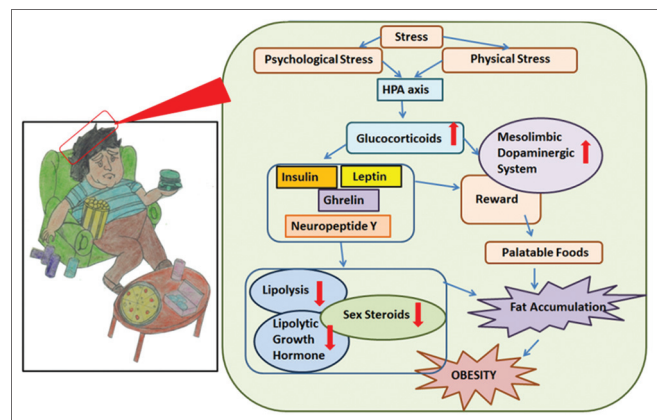 Stress
Psychological Stress
Physical Stress
HPA axis
Glucocorticoids
Mesolimbic
Dopaminergic
System
Insulin
Leptin
Ghrelin
Neuropeptide Y
Reward
Palatable Foods
Lipolysis
Sex Steroids
Lipolytic
Growth
Hormone
Fat Accumulation
OBESITY